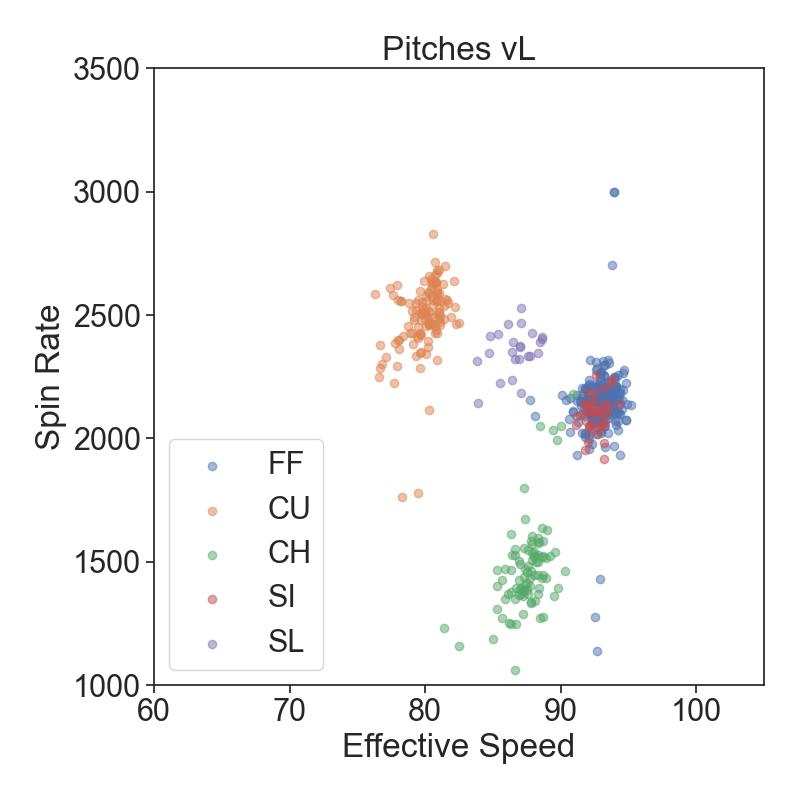 Pitches vL
3500
3000
2500
2000
1500
1000
Spin Rate
FF
CU
CH
SI
SL
60 70 80 90 100
Effective Speed